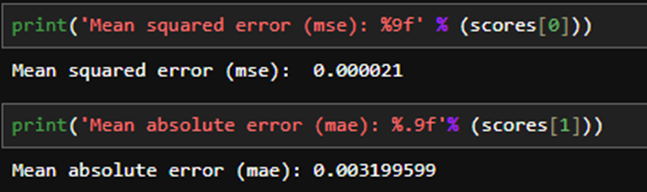 print('Mean squared error (mse): %9f' % (scores[0]))
Mean squared error (mse):  0.000021
print('Mean absolute error (mae): %.9f'% (scores[1]))
Mean absolute error (mae): 0.003199599